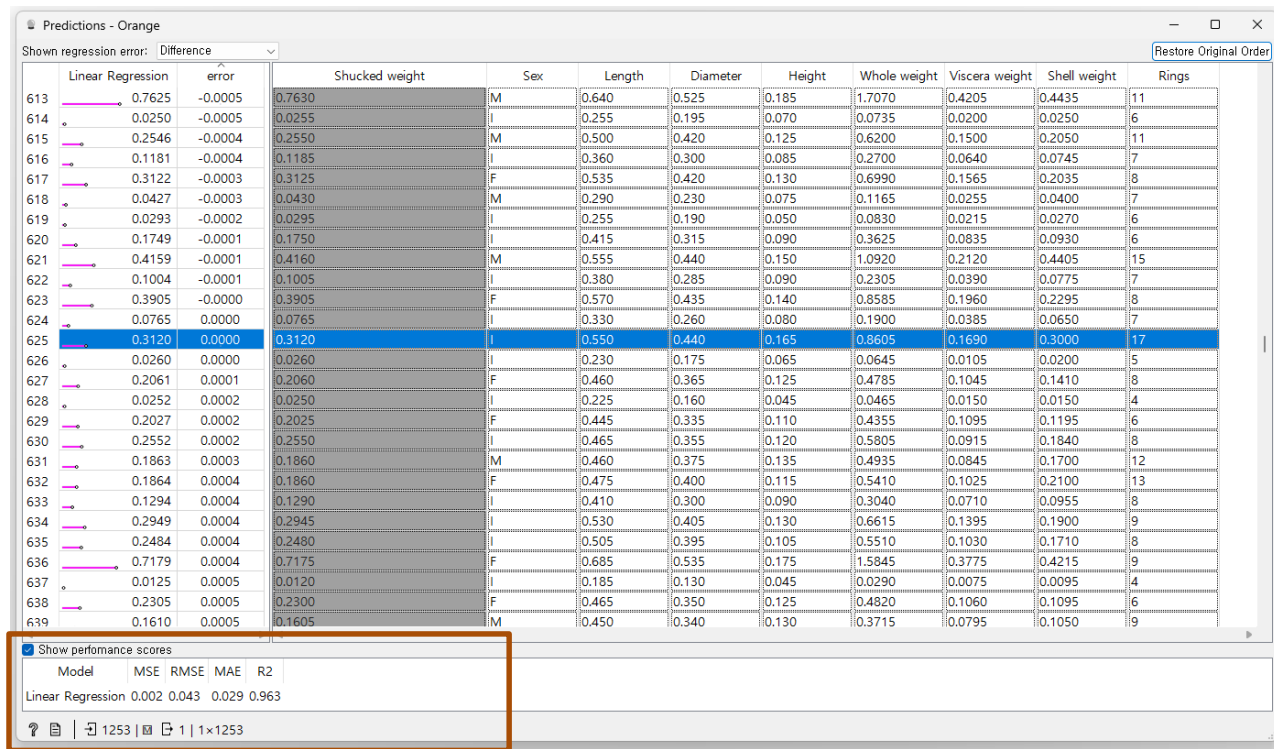 Predictions - Orange
Shown regression error: Difference Restore Original Order
Linear Regression error Shucked weight Sex Length Diameter Height Whole weight Viscera weight Shell weight Rings
613 0.7625 -0.0005 0.7630 M 0.640 0.525 0.185 1.7070 0.4205 0.4435 11
614 0.0250 -0.0005 0.0255 I 0.255 0.195 0.070 0.0735 0.0200 0.0250 6
615 0.2546 -0.0004 0.2550 M 0.500 0.420 0.125 0.6200 0.1500 0.2050 11
616 0.1181 -0.0004 0.1185 I 0.360 0.300 0.085 0.2700 0.0640 0.0745 7
617 0.3122 -0.0003 0.3125 F 0.535 0.420 0.130 0.6990 0.1565 0.2035 8
618 0.0427 -0.0003 0.0430 M 0.290 0.230 0.075 0.1165 0.0255 0.0400 7
619 0.0293 -0.0002 0.0295 I 0.255 0.190 0.050 0.0830 0.0215 0.0270 6
620 0.1749 -0.0001 0.1750 I 0.415 0.315 0.090 0.3625 0.0835 0.0930 6
621 0.4159 -0.0001 0.4160 M 0.555 0.440 0.150 1.0920 0.2120 0.4405 15
622 0.1004 -0.0001 0.1005 I 0.380 0.285 0.090 0.2305 0.0390 0.0775 7
623 0.3905 -0.0000 0.3905 F 0.570 0.435 0.140 0.8585 0.1960 0.2295 8
624 0.0765 0.0000 0.0765 I 0.330 0.260 0.080 0.1900 0.0385 0.0650 7
625 0.3120 0.0000 0.3120 I 0.550 0.440 0.165 0.8605 0.1690 0.3000 17
626 0.0260 0.0000 0.0260 I 0.230 0.175 0.065 0.0645 0.0105 0.0200 5
627 0.2061 0.0001 0.2060 F 0.460 0.365 0.125 0.4785 0.1045 0.1410 8
628 0.0252 0.0002 0.0250 I 0.225 0.160 0.045 0.0465 0.0150 0.0150 4
629 0.2027 0.0002 0.2025 F 0.445 0.335 0.110 0.4355 0.1095 0.1195 6
630 0.2552 0.0002 0.2550 I 0.465 0.355 0.120 0.5805 0.0915 0.1840 8
631 0.1863 0.0003 0.1860 M 0.460 0.375 0.135 0.4935 0.0845 0.1700 12
632 0.1864 0.0004 0.1860 F 0.475 0.400 0.115 0.5410 0.1025 0.2100 13
633 0.1294 0.0004 0.1290 I 0.410 0.300 0.090 0.3040 0.0710 0.0955 8
634 0.2949 0.0004 0.2945 I 0.530 0.405 0.130 0.6615 0.1395 0.1900 9
635 0.2484 0.0004 0.2480 I 0.505 0.395 0.105 0.5510 0.1030 0.1710 8
636 0.7179 0.0004 0.7175 F 0.685 0.535 0.175 1.5845 0.3775 0.4215 9
637 0.0125 0.0005 0.0120 I 0.185 0.130 0.045 0.0290 0.0075 0.0095 4
638 0.2305 0.0005 0.2300 F 0.465 0.350 0.125 0.4820 0.1060 0.1095 6
639 0.1610 0.0005 0.1605 M 0.450 0.340 0.130 0.3715 0.0795 0.1050 9
Show perfomance scores
Model MSE RMSE MAE R2
Linear Regression 0.002 0.043 0.029 0.963
? 1253 | M 1 | 1×1253